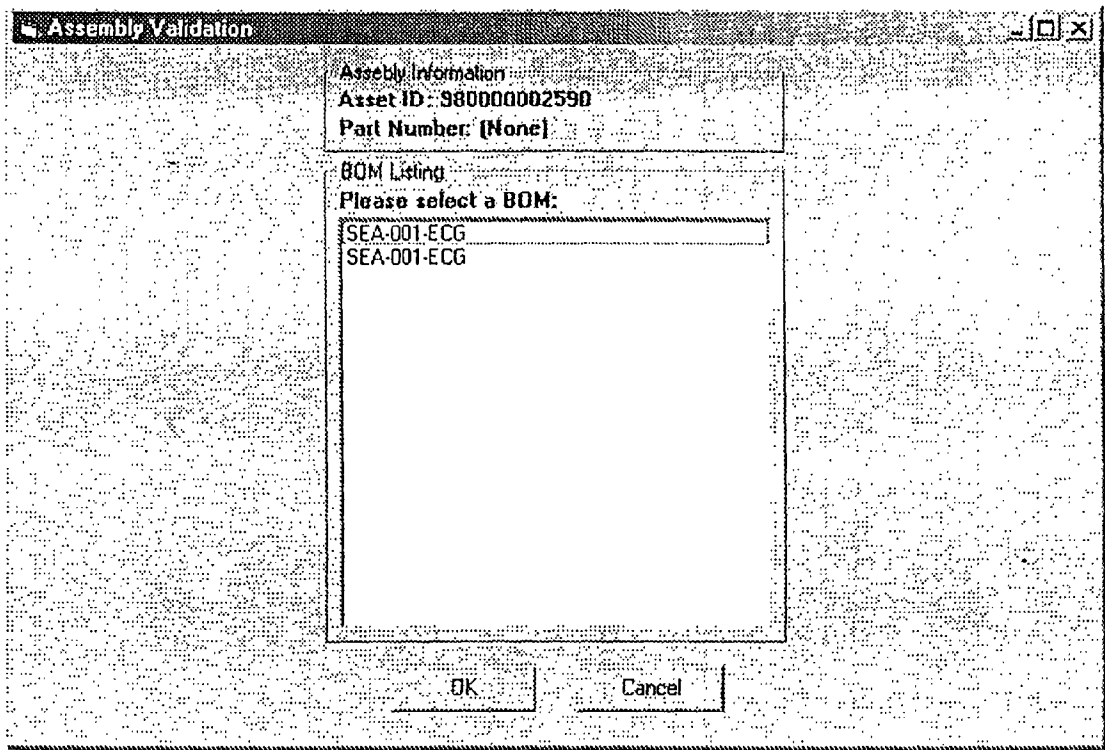 Assembly Validation
Assebly Information
Asset ID: 980000002590
Part Number: (None)
BOM Listing
Please select a BOM:
SEA-001-ECG
SEA-001-ECG
OK
Cancel